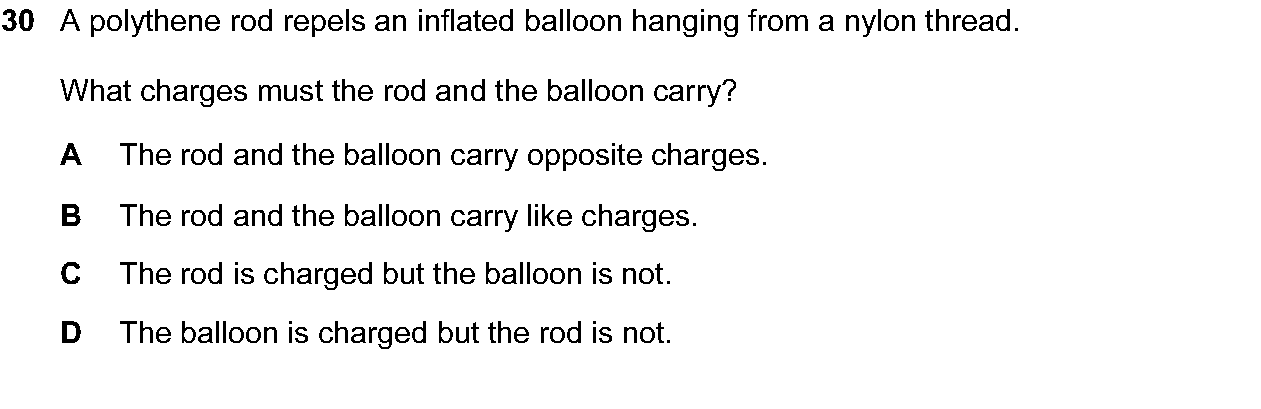 30 A polythene rod repels an inflated balloon hanging from a nylon thread.
What charges must the rod and the balloon carry?
A The rod and the balloon carry opposite charges.
B The rod and the balloon carry like charges.
C The rod is charged but the balloon is not.
D The balloon is charged but the rod is not.